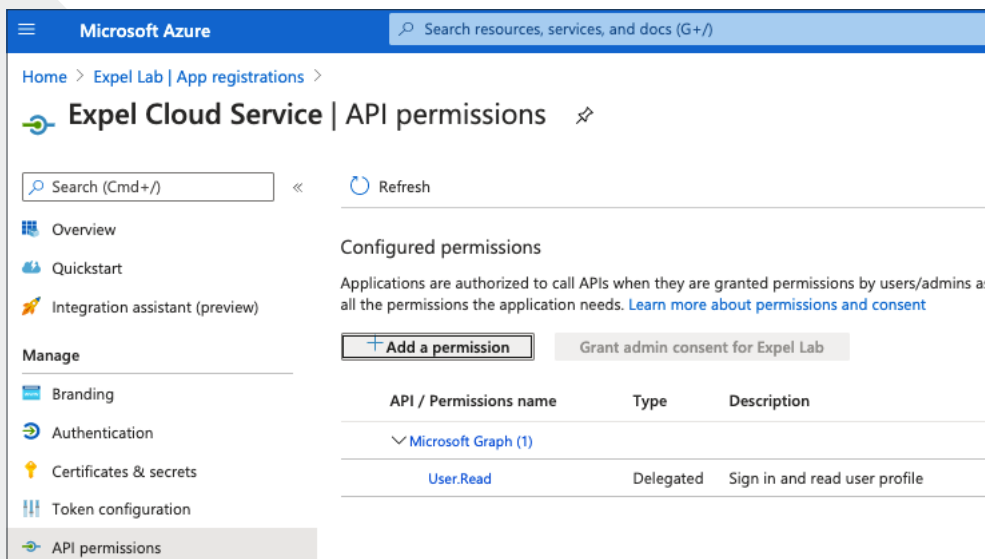 Microsoft Azure
Search resources, services, and docs (G+/)
Home > Expel Lab | App registrations >
Expel Cloud Service | API permissions
Search (Cmd+/)
«
Refresh
Overview
Quickstart
Integration assistant (preview)
Manage
Branding
Authentication
Certificates & secrets
Token configuration
API permissions
Configured permissions
Applications are authorized to call APIs when they are granted permissions by users/admins as
all the permissions the application needs. Learn more about permissions and consent
+ Add a permission
Grant admin consent for Expel Lab
API / Permissions name Type Description
Microsoft Graph (1)
User.Read Delegated Sign in and read user profile